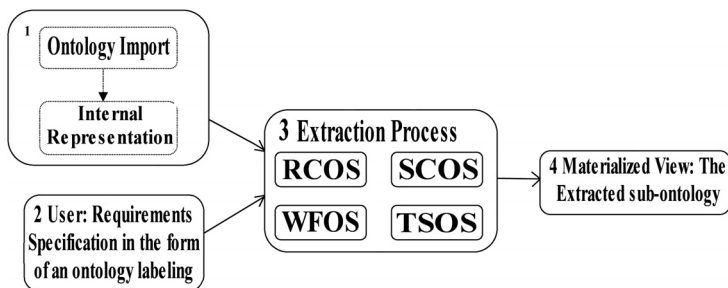 1
Ontology Import
Internal
Representation
2 User: Requirements
Specification in the form
of an ontology labeling
3 Extraction Process
RCOS SCOS
WFOS TSOS
4 Materialized View: The
Extracted sub-ontology